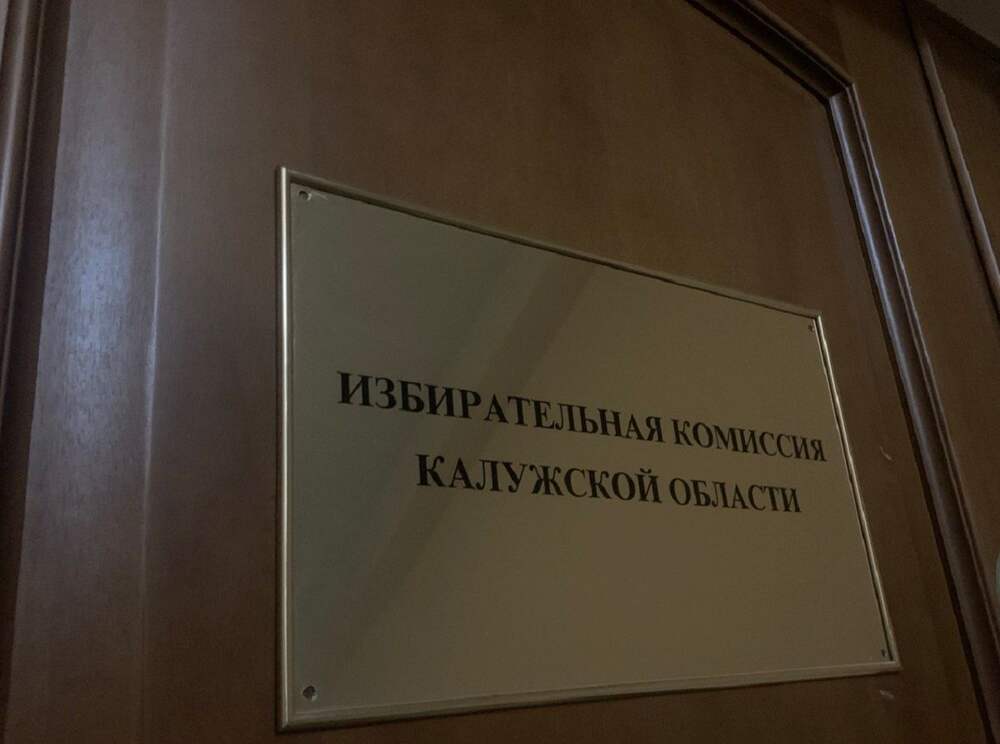 ИЗБИРАТЕЛЬНАЯ КОМИССИЯ
КАЛУЖСКОЙ ОБЛАСТИ